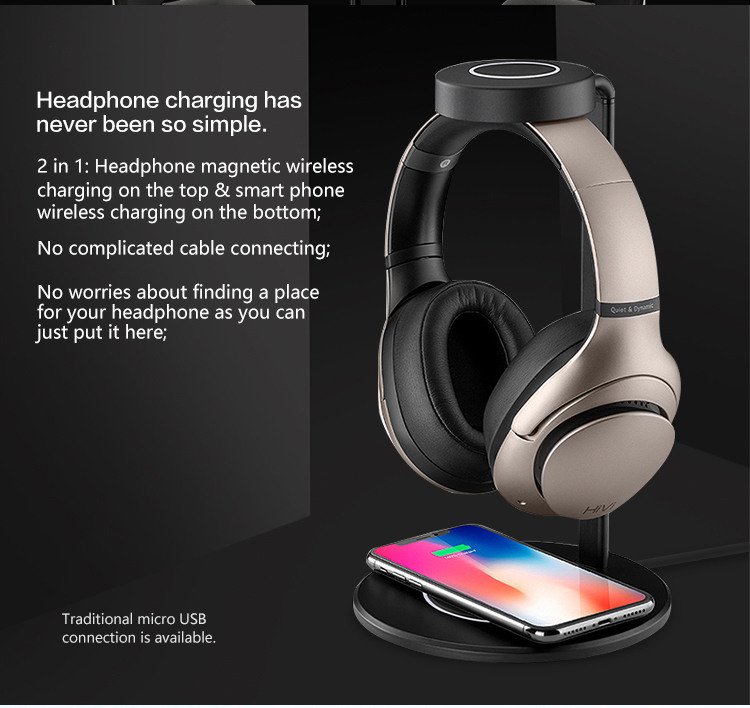 Headphone charging has
never been so simple.
2 in 1: Headphone magnetic wireless
charging on the top & smart phone
wireless charging on the bottom;
No complicated cable connecting;
No worries about finding a place
for your headphone as you can
just put it here;
Quiet & Dynamic
HiVi
Traditional micro USB
connection is available.